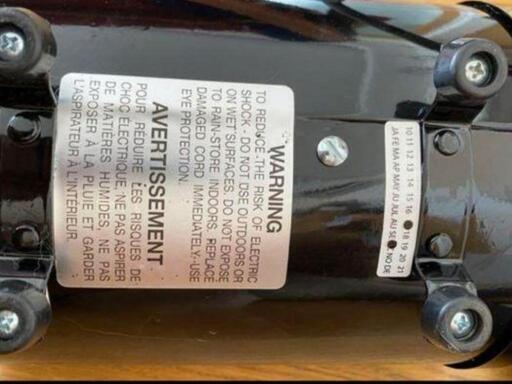 WARNING
TO REDUCE THE RISK OF ELECTRIC
SHOCK - DO NOT USE OUTDOORS OR
ON WET SURFACES. DO NOT EXPOSE
TO RAIN-STORE INDOORS. REPLACE
DAMAGED CORD IMMEDIATELY-USE
EYE PROTECTION.
AVERTISSEMENT
POUR RÉDUIRE LES RISQUES DE
CHOC ÉLECTRIQUE, NE PAS ASPIRER
DE MATIÈRES HUMIDES, NE PAS
EXPOSER À LA PLUIE ET GARDER
L'ASPIRATEUR À L'INTÉRIEUR.
10 11 12 13 14 15 16 18 19 20 21
JA FE MA AP MAY JU JUL AU SE NO DE